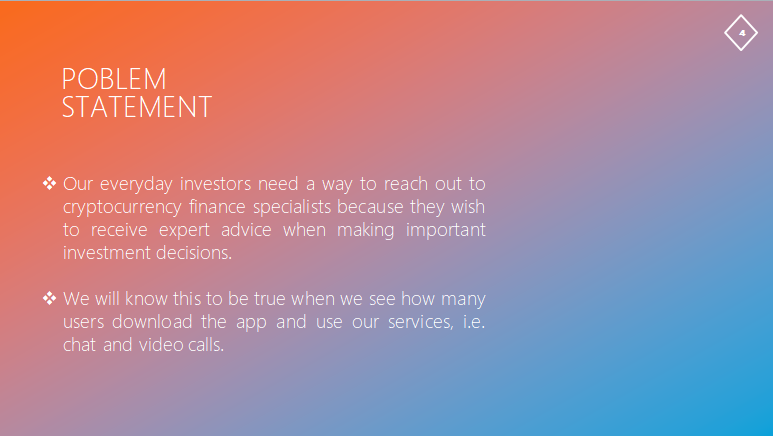 4
POBLEM
STATEMENT
❖ Our everyday investors need a way to reach out to
cryptocurrency finance specialists because they wish
to receive expert advice when making important
investment decisions.
❖ We will know this to be true when we see how many
users download the app and use our services, i.e.
chat and video calls.